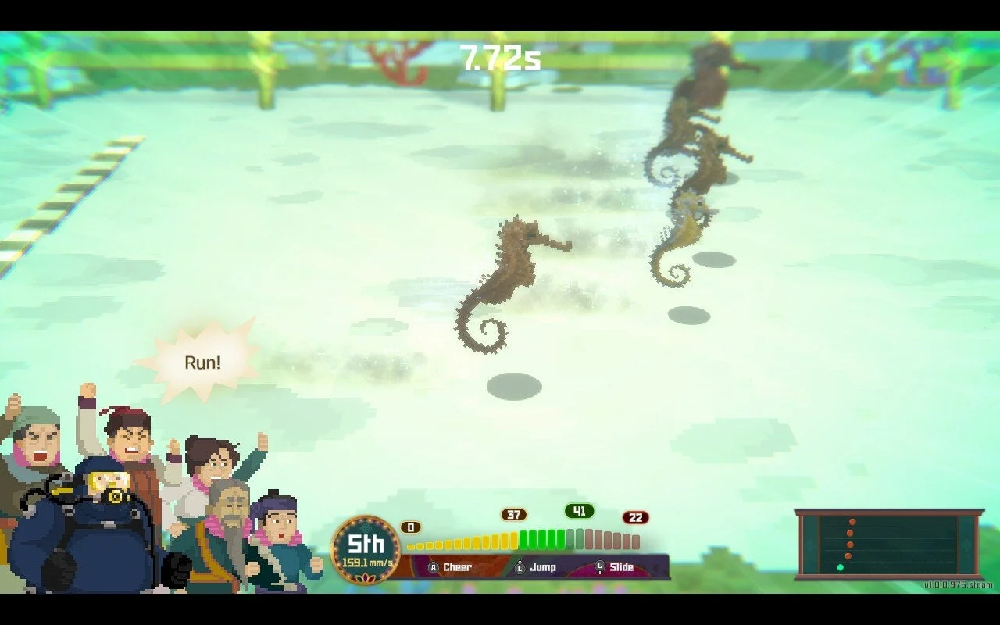 7.72s
Run!
0
37
41
22
5th
159.1 mm/s
A Cheer
L Jump
L Slide
v1.0.0.976.steam